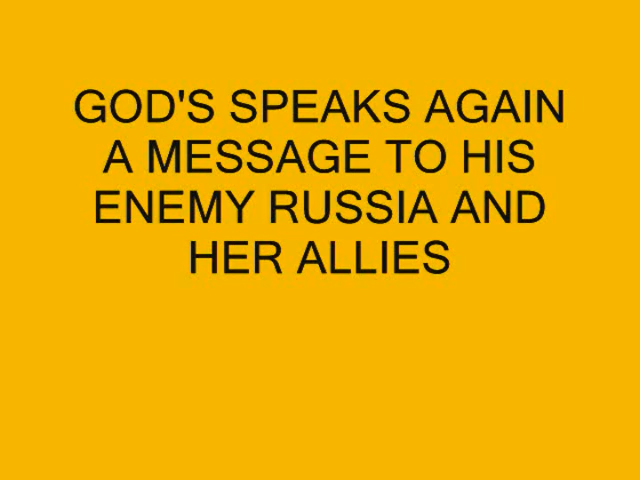 GOD'S SPEAKS AGAIN
A MESSAGE TO HIS
ENEMY RUSSIA AND
HER ALLIES